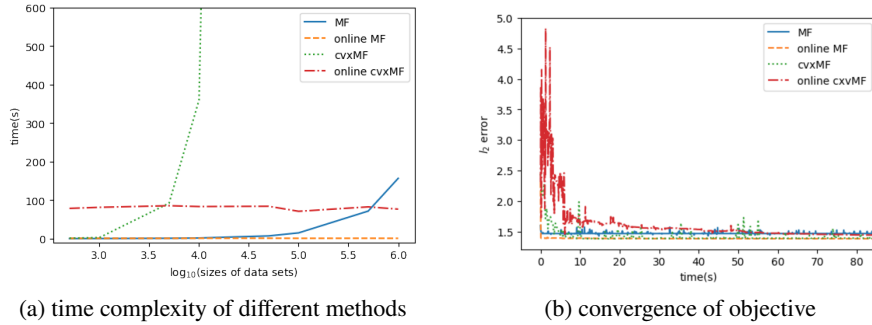 600
500
400
300
200
100
0
time(s)
3.0 3.5 4.0 4.5 5.0 5.5 6.0
log10(sizes of data sets)
MF
online MF
cvxMF
online cvxMF
(a) time complexity of different methods
5.0
4.5
4.0
3.5
3.0
2.5
2.0
1.5
l2 error
0 10 20 30 40 50 60 70 80
time(s)
MF
online MF
cvxMF
online cxvMF
(b) convergence of objective